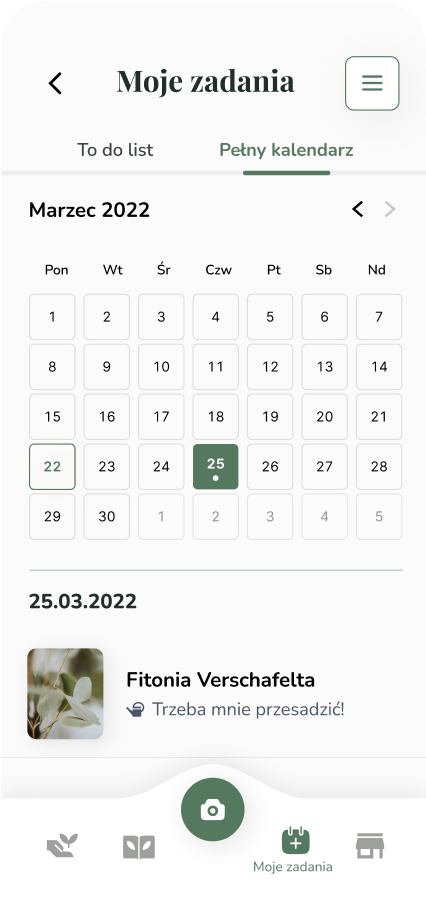 Moje zadania
To do list Pełny kalendarz
Marzec 2022
Pon Wt Śr Czw Pt Sb Nd
1 2 3 4 5 6 7
8 9 10 11 12 13 14
15 16 17 18 19 20 21
22 23 24 25 26 27 28
29 30 1 2 3 4 5
25.03.2022
Fitonia Verschafelta
Trzeba mnie przesadzić!
Moje zadania